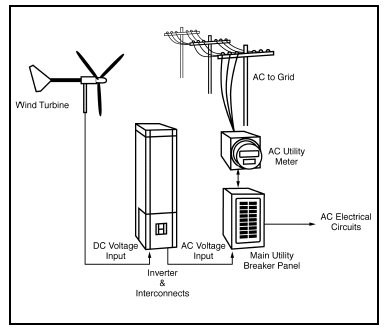 AC to Grid
Wind Turbine
AC Utility
Meter
AC Electrical
Circuits
DC Voltage
Input
AC Voltage
Input
Main Utility
Breaker Panel
Inverter
&
Interconnects